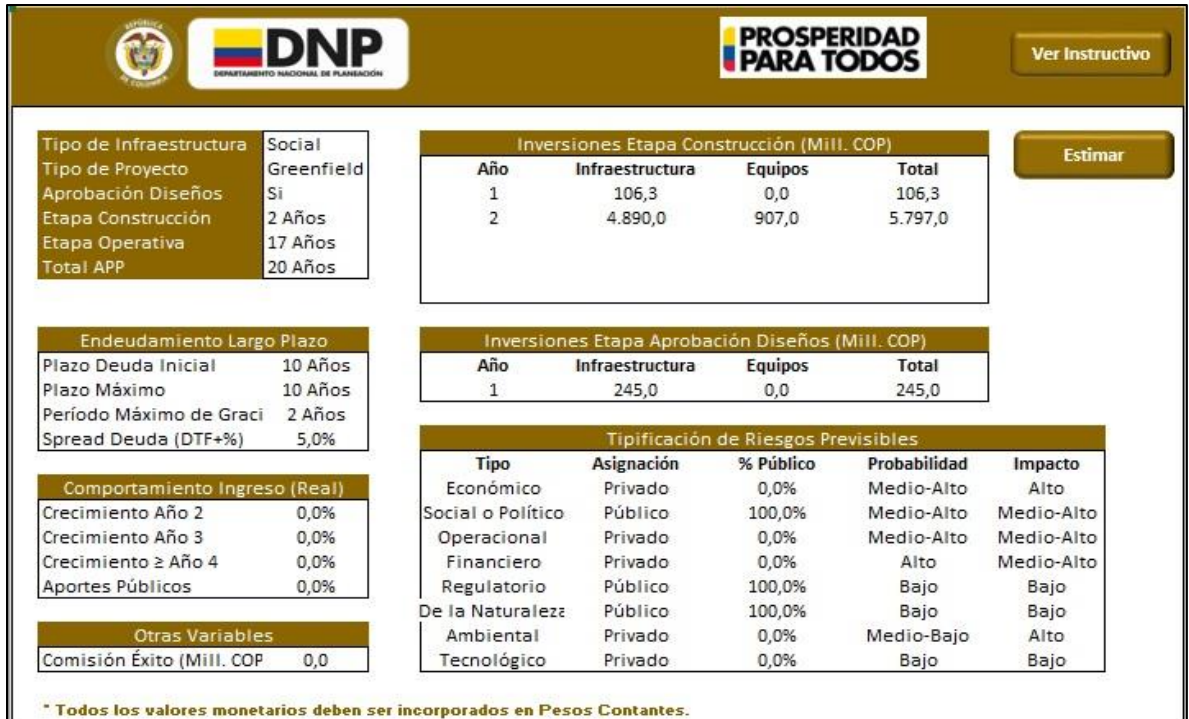 REPÚBLICA
DE COLOMBIA
DNP
DEPARTAMENTO NACIONAL DE PLANEACIÓN
PROSPERIDAD
PARA TODOS
Ver Instructivo
Tipo de Infraestructura Social
Tipo de Proyecto Greenfield
Aprobación Diseños Si
Etapa Construcción 2 Años
Etapa Operativa 17 Años
Total APP 20 Años
Inversiones Etapa Construcción (Mill. COP)
Año Infraestructura Equipos Total
1 106,3 0,0 106,3
2 4.890,0 907,0 5.797,0
Estimar
Endeudamiento Largo Plazo
Plazo Deuda Inicial 10 Años
Plazo Máximo 10 Años
Período Máximo de Graci 2 Años
Spread Deuda (DTF+%) 5,0%
Inversiones Etapa Aprobación Diseños (Mill. COP)
Año Infraestructura Equipos Total
1 245,0 0,0 245,0
Comportamiento Ingreso (Real)
Crecimiento Año 2 0,0%
Crecimiento Año 3 0,0%
Crecimiento ≥ Año 4 0,0%
Aportes Públicos 0,0%
Otras Variables
Comisión Éxito (Mill. COP 0,0
Tipificación de Riesgos Previsibles
Tipo Asignación % Público Probabilidad Impacto
Económico Privado 0,0% Medio-Alto Alto
Social o Político Público 100,0% Medio-Alto Medio-Alto
Operacional Privado 0,0% Medio-Alto Medio-Alto
Financiero Privado 0,0% Alto Medio-Alto
Regulatorio Público 100,0% Bajo Bajo
De la Naturaleza Público 100,0% Bajo Bajo
Ambiental Privado 0,0% Medio-Bajo Alto
Tecnológico Privado 0,0% Bajo Bajo
* Todos los valores monetarios deben ser incorporados en Pesos Contantes.